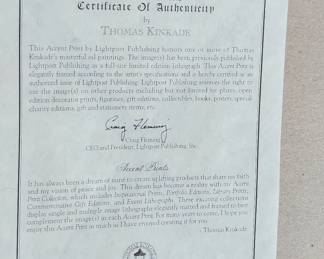 Certificate Of Authenticity
by
THOMAS KINKADE
This Accent Print by Lightpost Publishing honors one or more of Thomas
Kinkade's masterful oil paintings. The image(s) has been previously published by
Lightpost Publishing as a full-size limited edition lithograph. This Accent Print is
elegantly framed according to the artist's specifications and is hereby certified as an
authorized issue of Lightpost Publishing. Lightpost Publishing reserves the right to
use the image(s) on other products including but not limited to: plates, open
edition decorator prints, figurines, gift editions, collectibles, books, posters, special
charity editions, gift and stationery items, etc.
Craig Fleming
Craig Fleming
CEO and President, Lightpost Publishing, Inc.
Accent Prints
It has always been a dream of mine to create uplifting products that share my faith
and my vision of peace and joy. This dream has become a reality with my Accent
Print Collection, which includes Inspirational Prints, Portfolio Editions, Library Prints,
Commemorative Gift Editions, and Event Lithographs. These exciting collections
display single and multiple image lithographs elegantly matted and framed to best
complement the image(s) in each Accent Print. For many years to come, I hope you
enjoy this Accent Print as much as I have enjoyed creating it for you.
- Thomas Kinkade